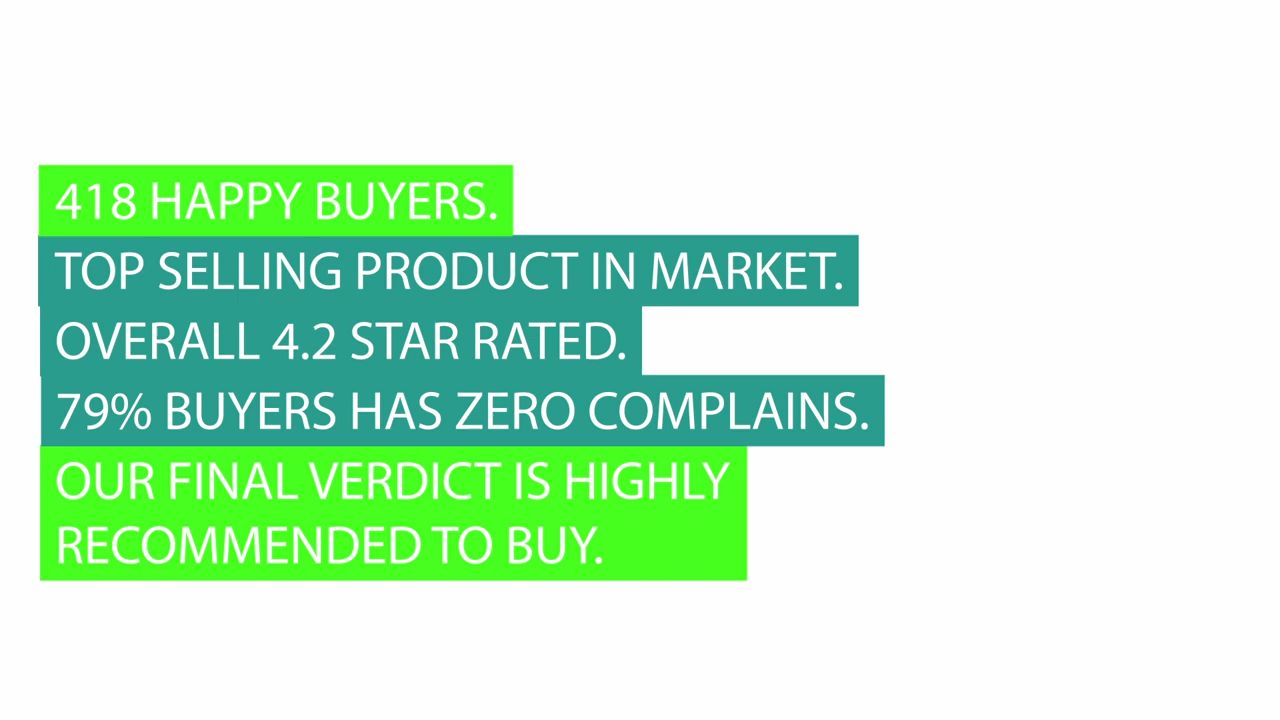 418 HAPPY BUYERS.
TOP SELLING PRODUCT IN MARKET.
OVERALL 4.2 STAR RATED.
79% BUYERS HAS ZERO COMPLAINS.
OUR FINAL VERDICT IS HIGHLY
RECOMMENDED TO BUY.